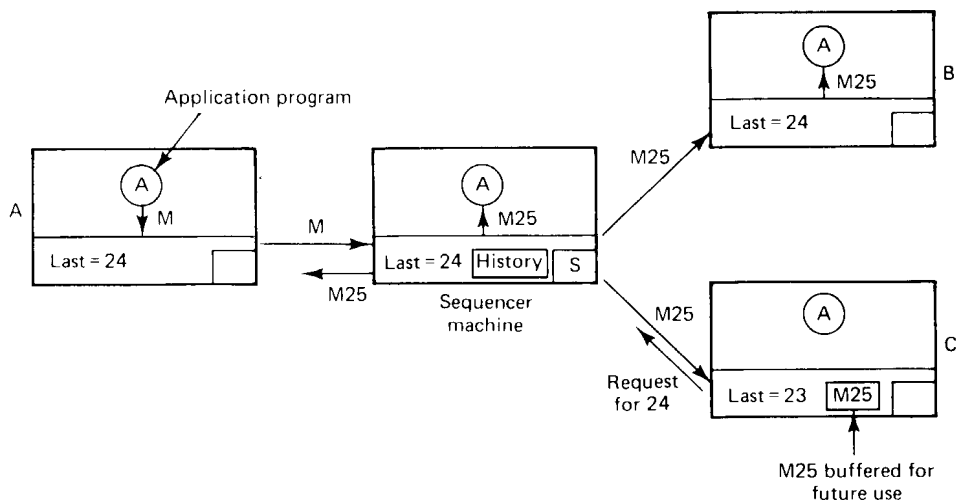 Application program
A
A
M
Last = 24
M
M25
A
M25
Last = 24
History
S
Sequencer
machine
M25
A
M25
Last = 24
B
M25
Request
for 24
A
Last = 23
M25
C
M25 buffered for
future use